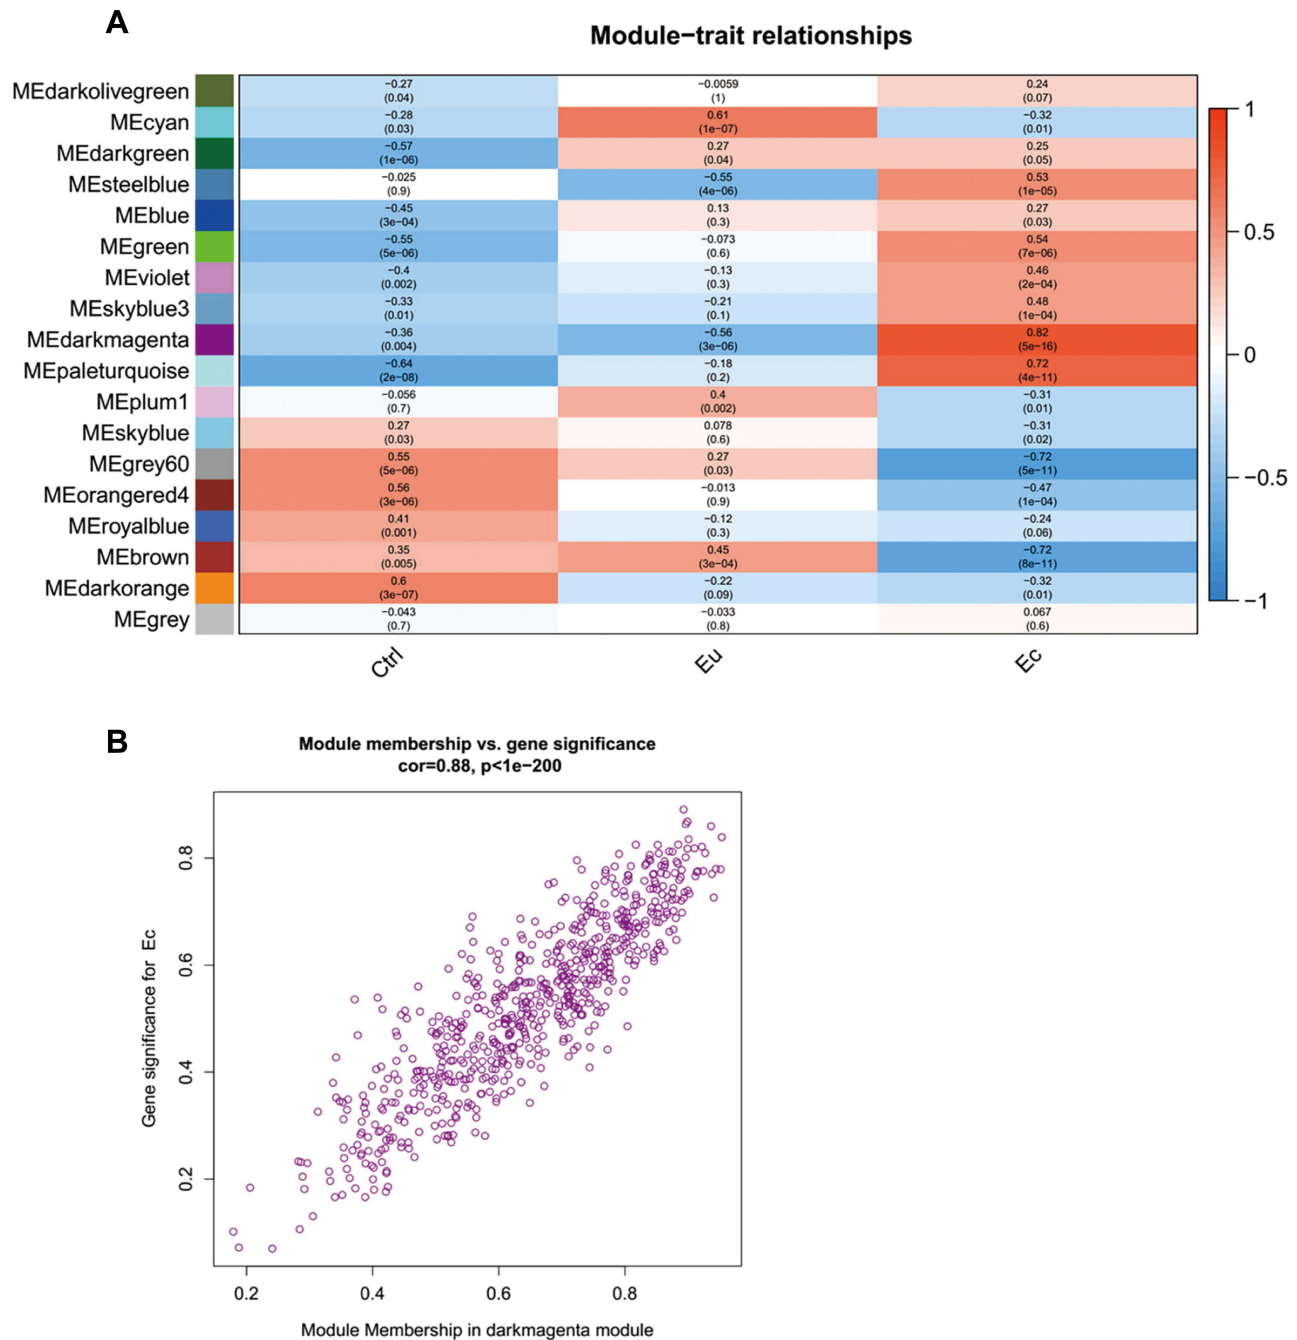 A
Module−trait relationships
MEdarkolivegreen
−0.27
(0.04)
−0.0059
(1)
0.24
(0.07)
MEcyan
−0.28
(0.03)
0.61
(1e−07)
−0.32
(0.01)
MEdarkgreen
−0.57
(1e−06)
0.27
(0.04)
0.25
(0.05)
MEsteelblue
−0.025
(0.9)
−0.55
(4e−06)
0.53
(1e−05)
MEblue
−0.45
(3e−04)
0.13
(0.3)
0.27
(0.03)
MEgreen
−0.55
(5e−06)
−0.073
(0.6)
0.54
(7e−06)
MEviolet
−0.4
(0.002)
−0.13
(0.3)
0.46
(2e−04)
MEskyblue3
−0.33
(0.01)
−0.21
(0.1)
0.48
(1e−04)
MEdarkmagenta
−0.36
(0.004)
−0.56
(3e−06)
0.82
(5e−16)
MEpaleturquoise
−0.64
(2e−08)
−0.18
(0.2)
0.72
(4e−11)
MEplum1
−0.056
(0.7)
0.4
(0.002)
−0.31
(0.01)
MEskyblue
0.27
(0.03)
0.078
(0.6)
−0.31
(0.02)
MEgrey60
0.55
(5e−06)
0.27
(0.03)
−0.72
(5e−11)
MEorangered4
0.56
(3e−06)
−0.013
(0.9)
−0.47
(1e−04)
MEroyalblue
0.41
(0.001)
−0.12
(0.3)
−0.24
(0.06)
MEbrown
0.35
(0.005)
0.45
(3e−04)
−0.72
(8e−11)
MEdarkorange
0.6
(3e−07)
−0.22
(0.09)
−0.32
(0.01)
MEgrey
−0.043
(0.7)
−0.033
(0.8)
0.067
(0.6)
1
0.5
0
−0.5
−1
Ctrl
Eu
Ec
B
Module membership vs. gene significance
cor=0.88, p<1e−200
Gene significance for Ec
0.8
0.6
0.4
0.2
0.2
0.4
0.6
0.8
Module Membership in darkmagenta module